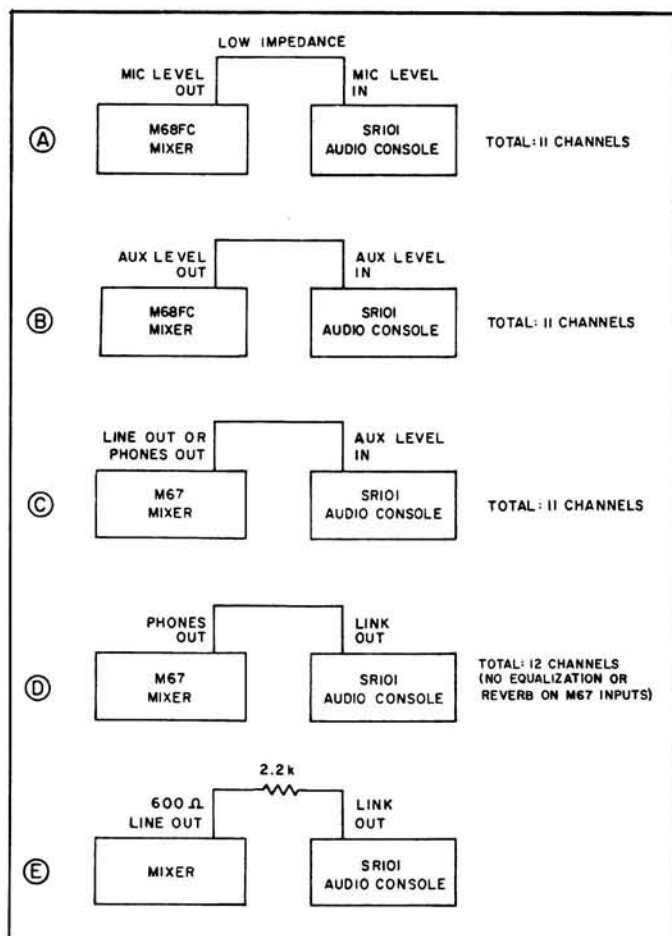 LOW IMPEDANCE
MIC LEVEL OUT
MIC LEVEL IN
A
M68FC MIXER
SR101 AUDIO CONSOLE
TOTAL: 11 CHANNELS
AUX LEVEL OUT
AUX LEVEL IN
B
M68FC MIXER
SR101 AUDIO CONSOLE
TOTAL: 11 CHANNELS
LINE OUT OR PHONES OUT
AUX LEVEL IN
C
M67 MIXER
SR101 AUDIO CONSOLE
TOTAL: 11 CHANNELS
PHONES OUT
LINK OUT
D
M67 MIXER
SR101 AUDIO CONSOLE
TOTAL: 12 CHANNELS
(NO EQUALIZATION OR
REVERB ON M67 INPUTS)
2.2k
600 Ω LINE OUT
LINK OUT
E
MIXER
SR101 AUDIO CONSOLE